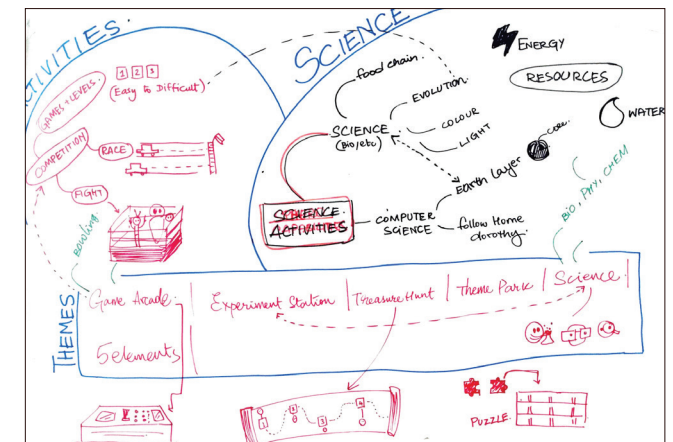 ACTIVITIES.
GAMES + LEVELS.
1 2 3
(Easy to Difficult)
COMPETITION
RACE
FIGHT
Bowling
SCIENCE
food chain.
EVOLUTION.
COLOUR
LIGHT
SCIENCE
(Bio/etc)
Earth Layer
core.
SCIENCE.
ACTIVITIES
COMPUTER
SCIENCE
follow Home
dorothy.
ENERGY
RESOURCES
WATER
BIO, PHY, CHEM
THEMES
Game Arcade.
Experiment Station
Treasure Hunt
Theme Park
Science.
5 elements
PUZZLE.